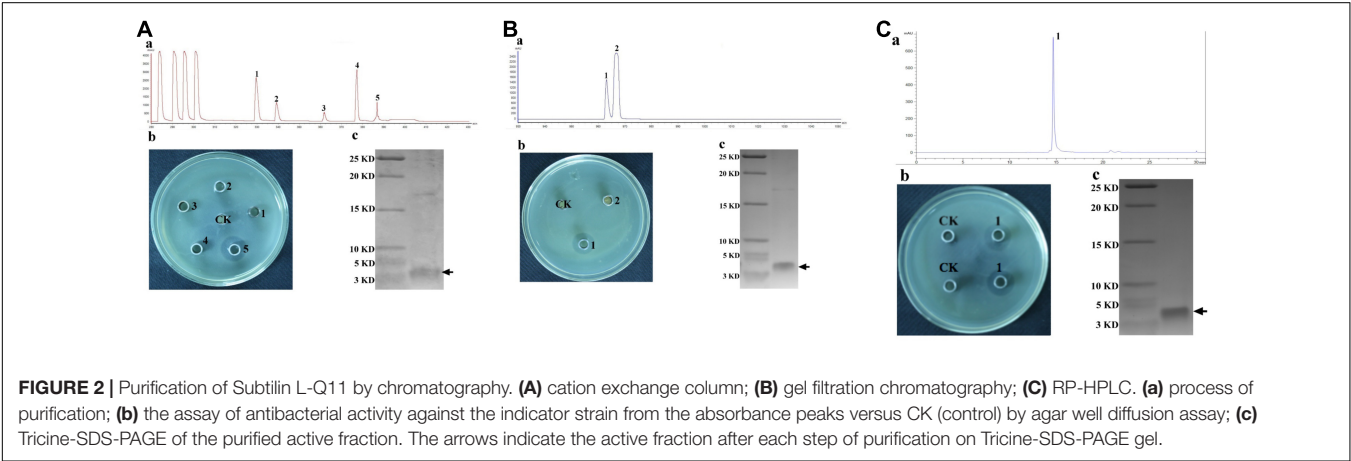 A
B
C
a
1
2
3
4
5
a
1
2
a
1
0 5 10 15 20
b
2
3
CK
1
4
5
c
25 KD
20 KD
15 KD
10 KD
5 KD
3 KD
b
CK
2
1
c
25 KD
20 KD
15 KD
10 KD
5 KD
3 KD
b
CK 1
CK 1
c
25 KD
20 KD
15 KD
10 KD
5 KD
3 KD
FIGURE 2 | Purification of Subtilin L-Q11 by chromatography. (A) cation exchange column; (B) gel filtration chromatography; (C) RP-HPLC. (a) process of
purification; (b) the assay of antibacterial activity against the indicator strain from the absorbance peaks versus CK (control) by agar well diffusion assay; (c)
Tricine-SDS-PAGE of the purified active fraction. The arrows indicate the active fraction after each step of purification on Tricine-SDS-PAGE gel.